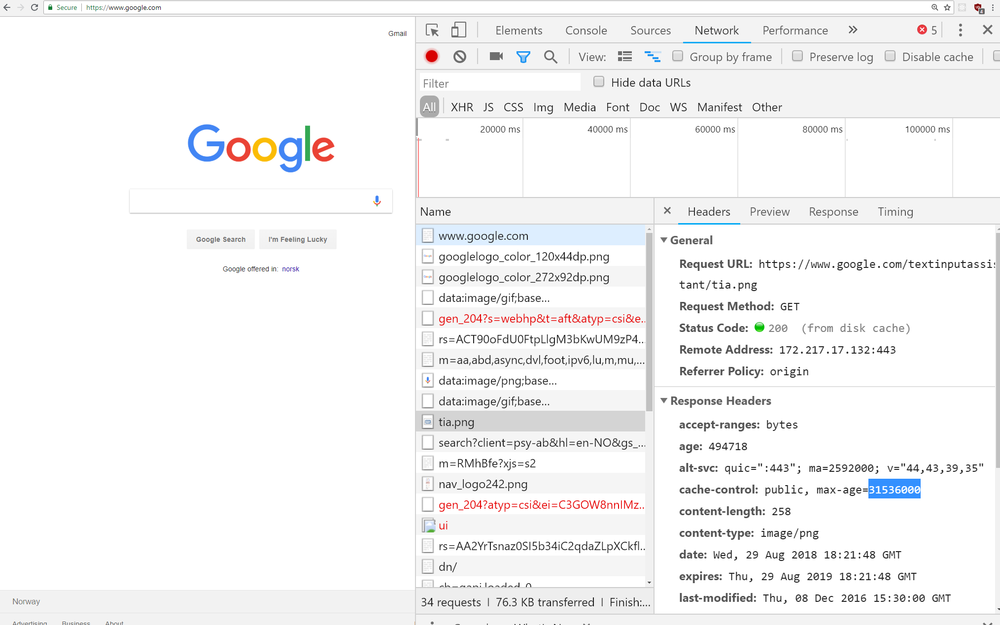 Secure https://www.google.com
4
Gmail
Google
Google Search I'm Feeling Lucky
Google offered in: norsk
Norway
Advertising Business About
Elements Console Sources Network Performance 5
View: Group by frame Preserve log Disable cache
Filter Hide data URLs
All XHR JS CSS Img Media Font Doc WS Manifest Other
20000 ms 40000 ms 60000 ms 80000 ms 100000 ms
Name
www.google.com
googlelogo_color_120x44dp.png
googlelogo_color_272x92dp.png
data:image/gif;base...
gen_204?s=webhp&t=aft&atyp=csi&e..
rs=ACT90oFdU0FtpLlgM3bKwUM9zP4...
m=aa,abd,async,dvl,foot,ipv6,lu,m,mu,...
data:image/png;base...
data:image/gif;base...
tia.png
search?client=psy-ab&hl=en-NO&gs_...
m=RMhBfe?xjs=s2
nav_logo242.png
gen_204?atyp=csi&ei=C3GOW8nnIMz..
ui
rs=AA2YrTsnaz0SI5b34iC2qdaZLpXCkfl..
dn/
34 requests | 76.3 KB transferred | Finish:...
Headers Preview Response Timing
General
Request URL: https://www.google.com/textinputassis
tant/tia.png
Request Method: GET
Status Code: 200 (from disk cache)
Remote Address: 172.217.17.132:443
Referrer Policy: origin
Response Headers
accept-ranges: bytes
age: 494718
alt-svc: quic=":443"; ma=2592000; v="44,43,39,35"
cache-control: public, max-age=31536000
content-length: 258
content-type: image/png
date: Wed, 29 Aug 2018 18:21:48 GMT
expires: Thu, 29 Aug 2019 18:21:48 GMT
last-modified: Thu, 08 Dec 2016 15:30:00 GMT